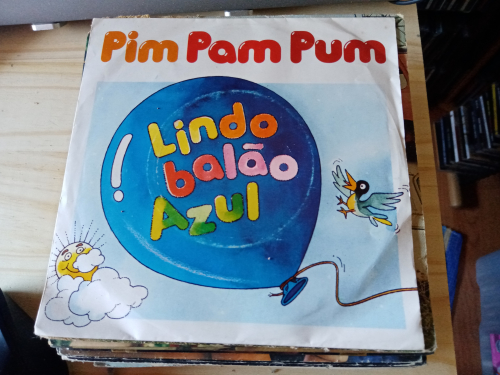 Pim Pam Pum
Lindo
balão
Azul